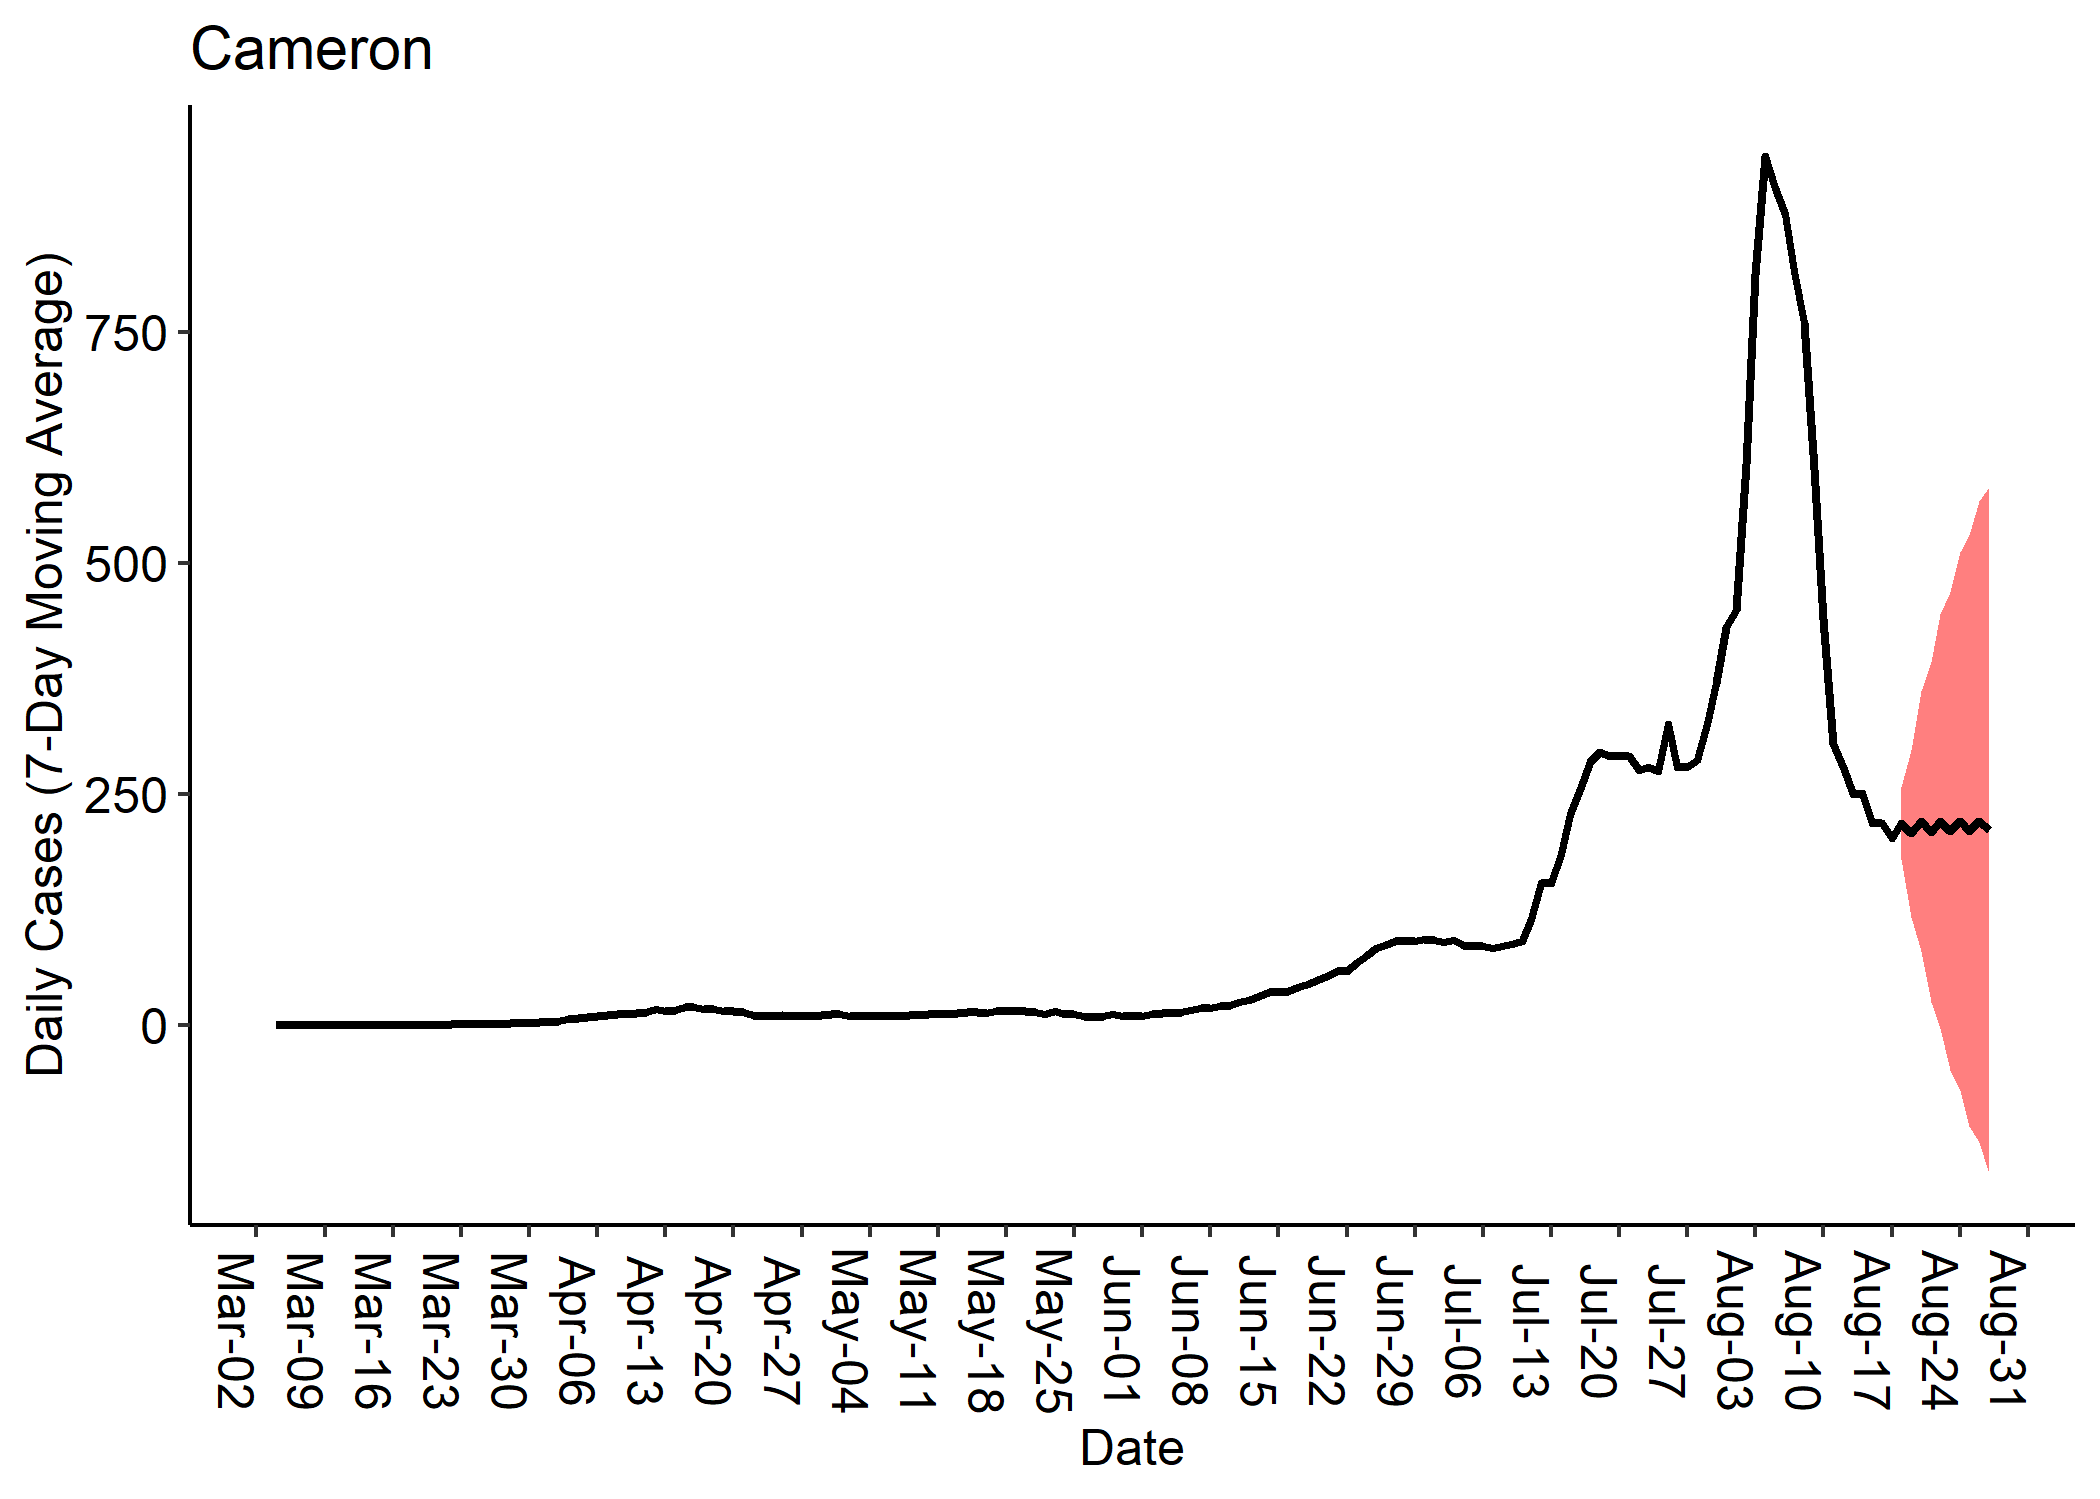 Cameron
Daily Cases (7-Day Moving Average)
750
500
250
0
Mar-02
Mar-09
Mar-16
Mar-23
Mar-30
Apr-06
Apr-13
Apr-20
Apr-27
May-04
May-11
May-18
May-25
Jun-01
Jun-08
Jun-15
Jun-22
Jun-29
Jul-06
Jul-13
Jul-20
Jul-27
Aug-03
Aug-10
Aug-17
Aug-24
Aug-31
Date